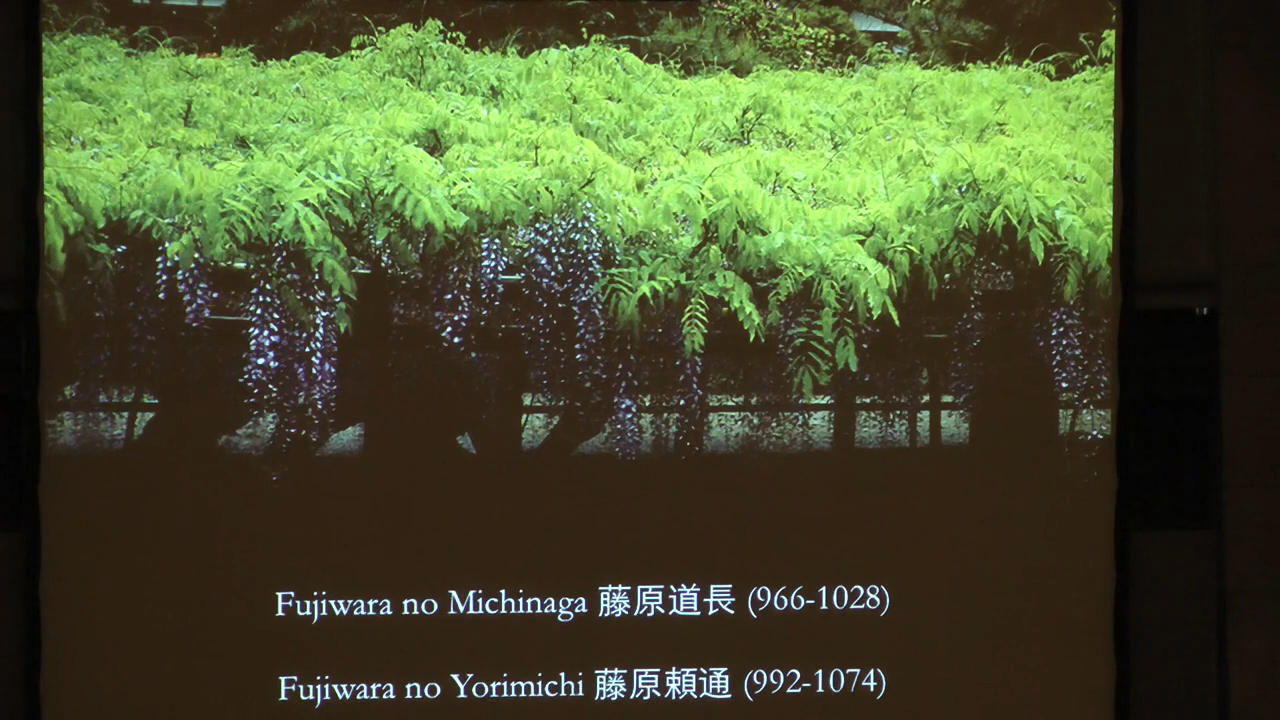 Fujiwara no Michinaga 藤原道長 (966-1028)
Fujiwara no Yorimichi 藤原頼通 (992-1074)